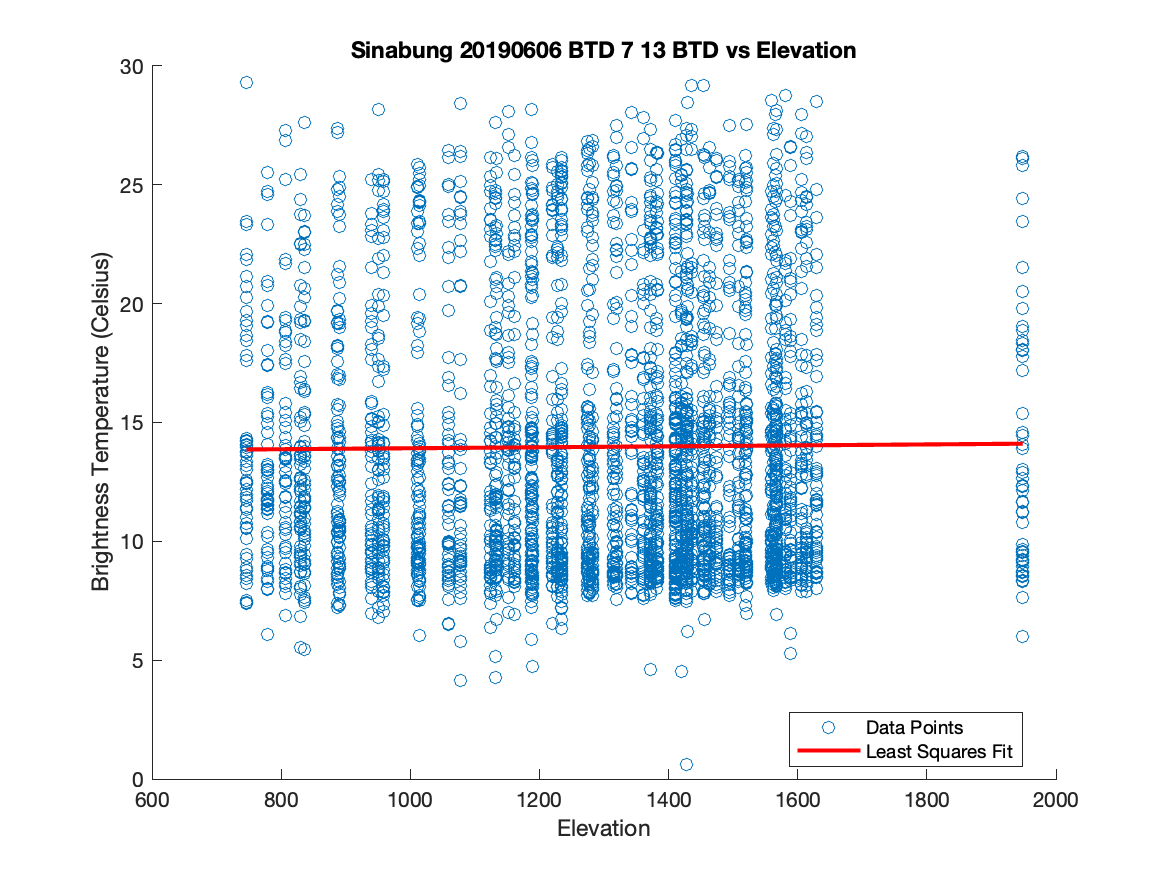 Sinabung 20190606 BTD 7 13 BTD vs Elevation
30
25
20
15
10
5
0
Brightness Temperature (Celsius)
Data Points
Least Squares Fit
600 800 1000 1200 1400 1600 1800 2000
Elevation